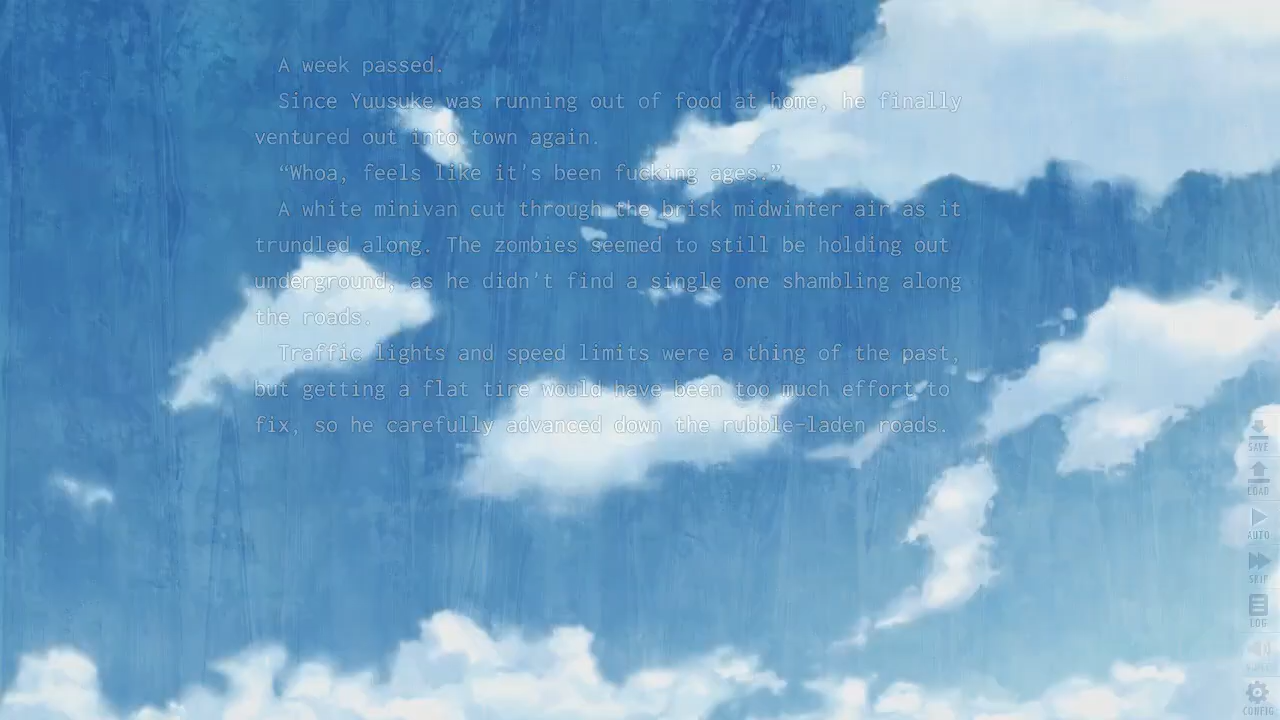 A week passed.
Since Yuusuke was running out of food at home, he finally
ventured out into town again.
“Whoa, feels like it's been fucking ages.”
A white minivan cut through the brisk midwinter air as it
trundled along. The zombies seemed to still be holding out
underground, as he didn't find a single one shambling along
the roads.
Traffic lights and speed limits were a thing of the past,
but getting a flat tire would have been too much effort to
fix, so he carefully advanced down the rubble-laden roads.
SAVE
LOAD
AUTO
SKIP
LOG
CONFIG